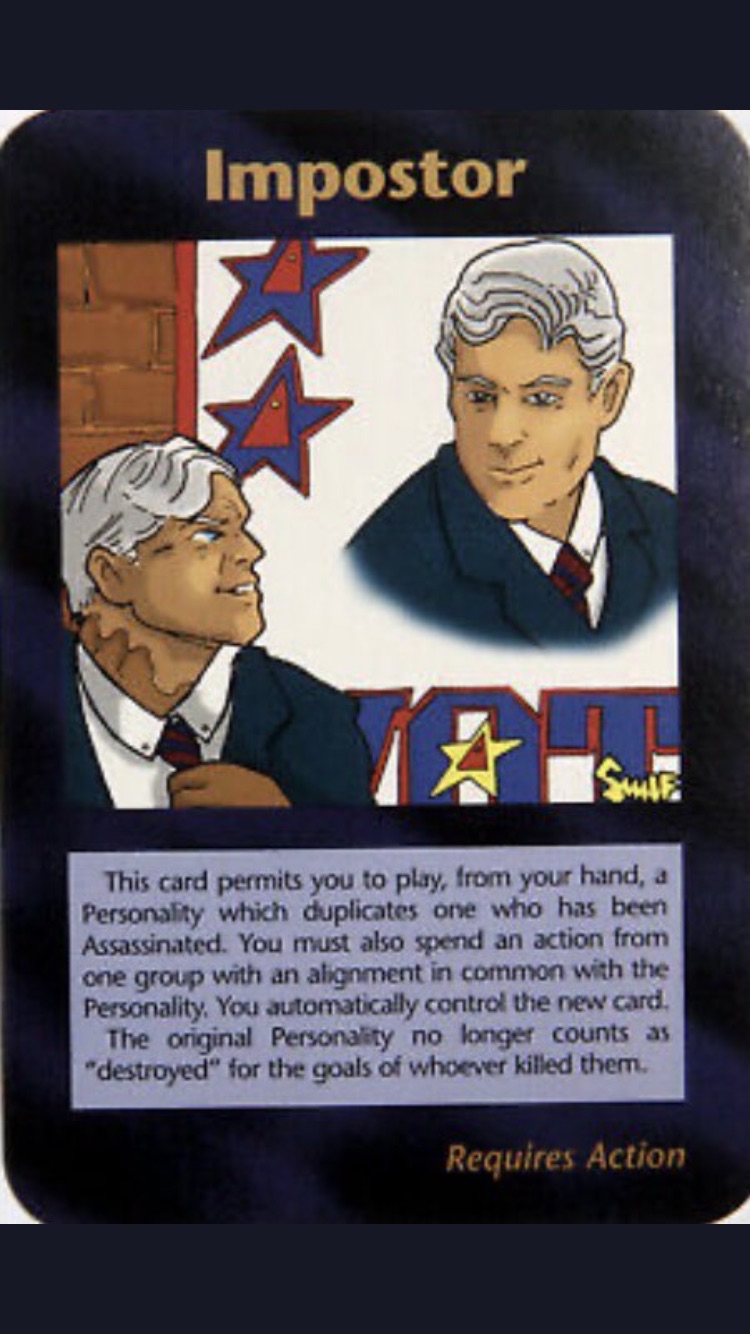 Impostor
VOT
This card permits you to play, from your hand, a
Personality which duplicates one who has been
Assassinated. You must also spend an action from
one group with an alignment in common with the
Personality. You automatically control the new card.
The original Personality no longer counts as
“destroyed” for the goals of whoever killed them.
Requires Action